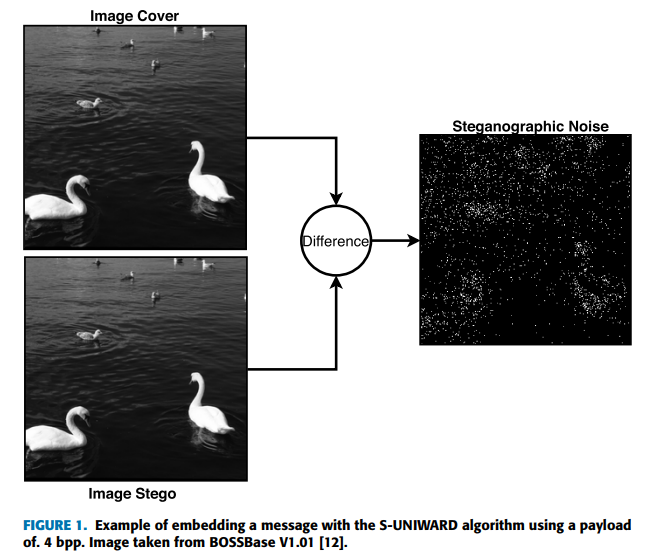 Image Cover
Steganographic Noise
Difference
Image Stego
FIGURE 1. Example of embedding a message with the S-UNIWARD algorithm using a payload
of. 4 bpp. Image taken from BOSSBase V1.01 [12].